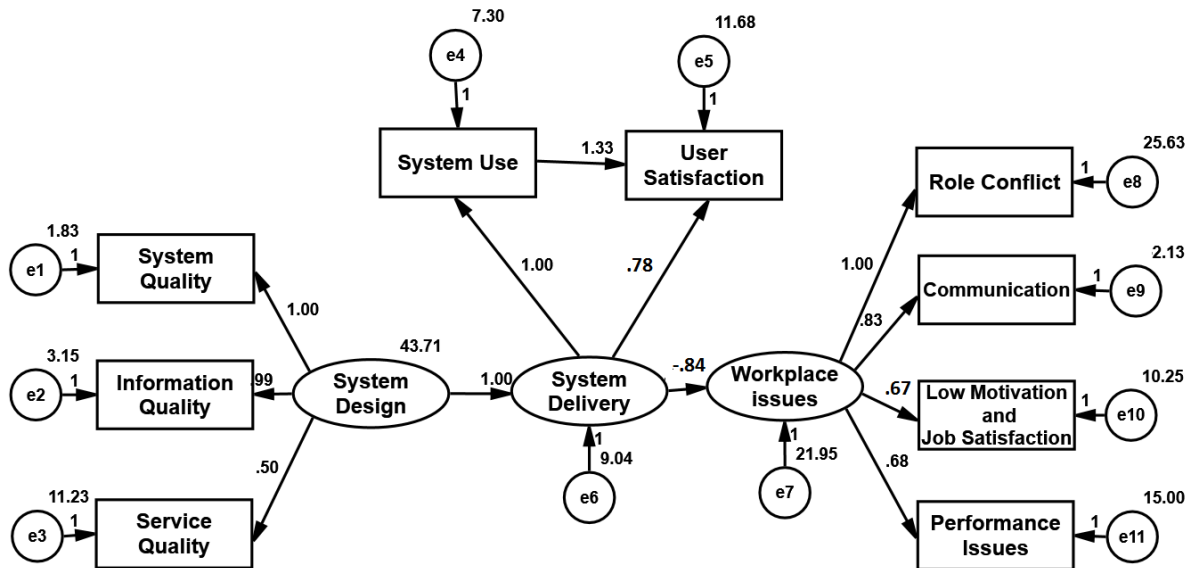 7.30
e4
1
11.68
e5
1
System Use
1.33
User
Satisfaction
25.63
Role Conflict
1
e8
1.83
e1
1
System
Quality
1.00
1.00
.78
1.00
2.13
Communication
1
e9
.83
3.15
e2
1
Information
Quality
.99
43.71
System
Design
1.00
System
Delivery
-.84
Workplace
issues
.67
10.25
Low Motivation
and
Job Satisfaction
1
e10
1
9.04
e6
1
21.95
e7
.50
.68
11.23
e3
1
Service
Quality
15.00
Performance
Issues
1
e11